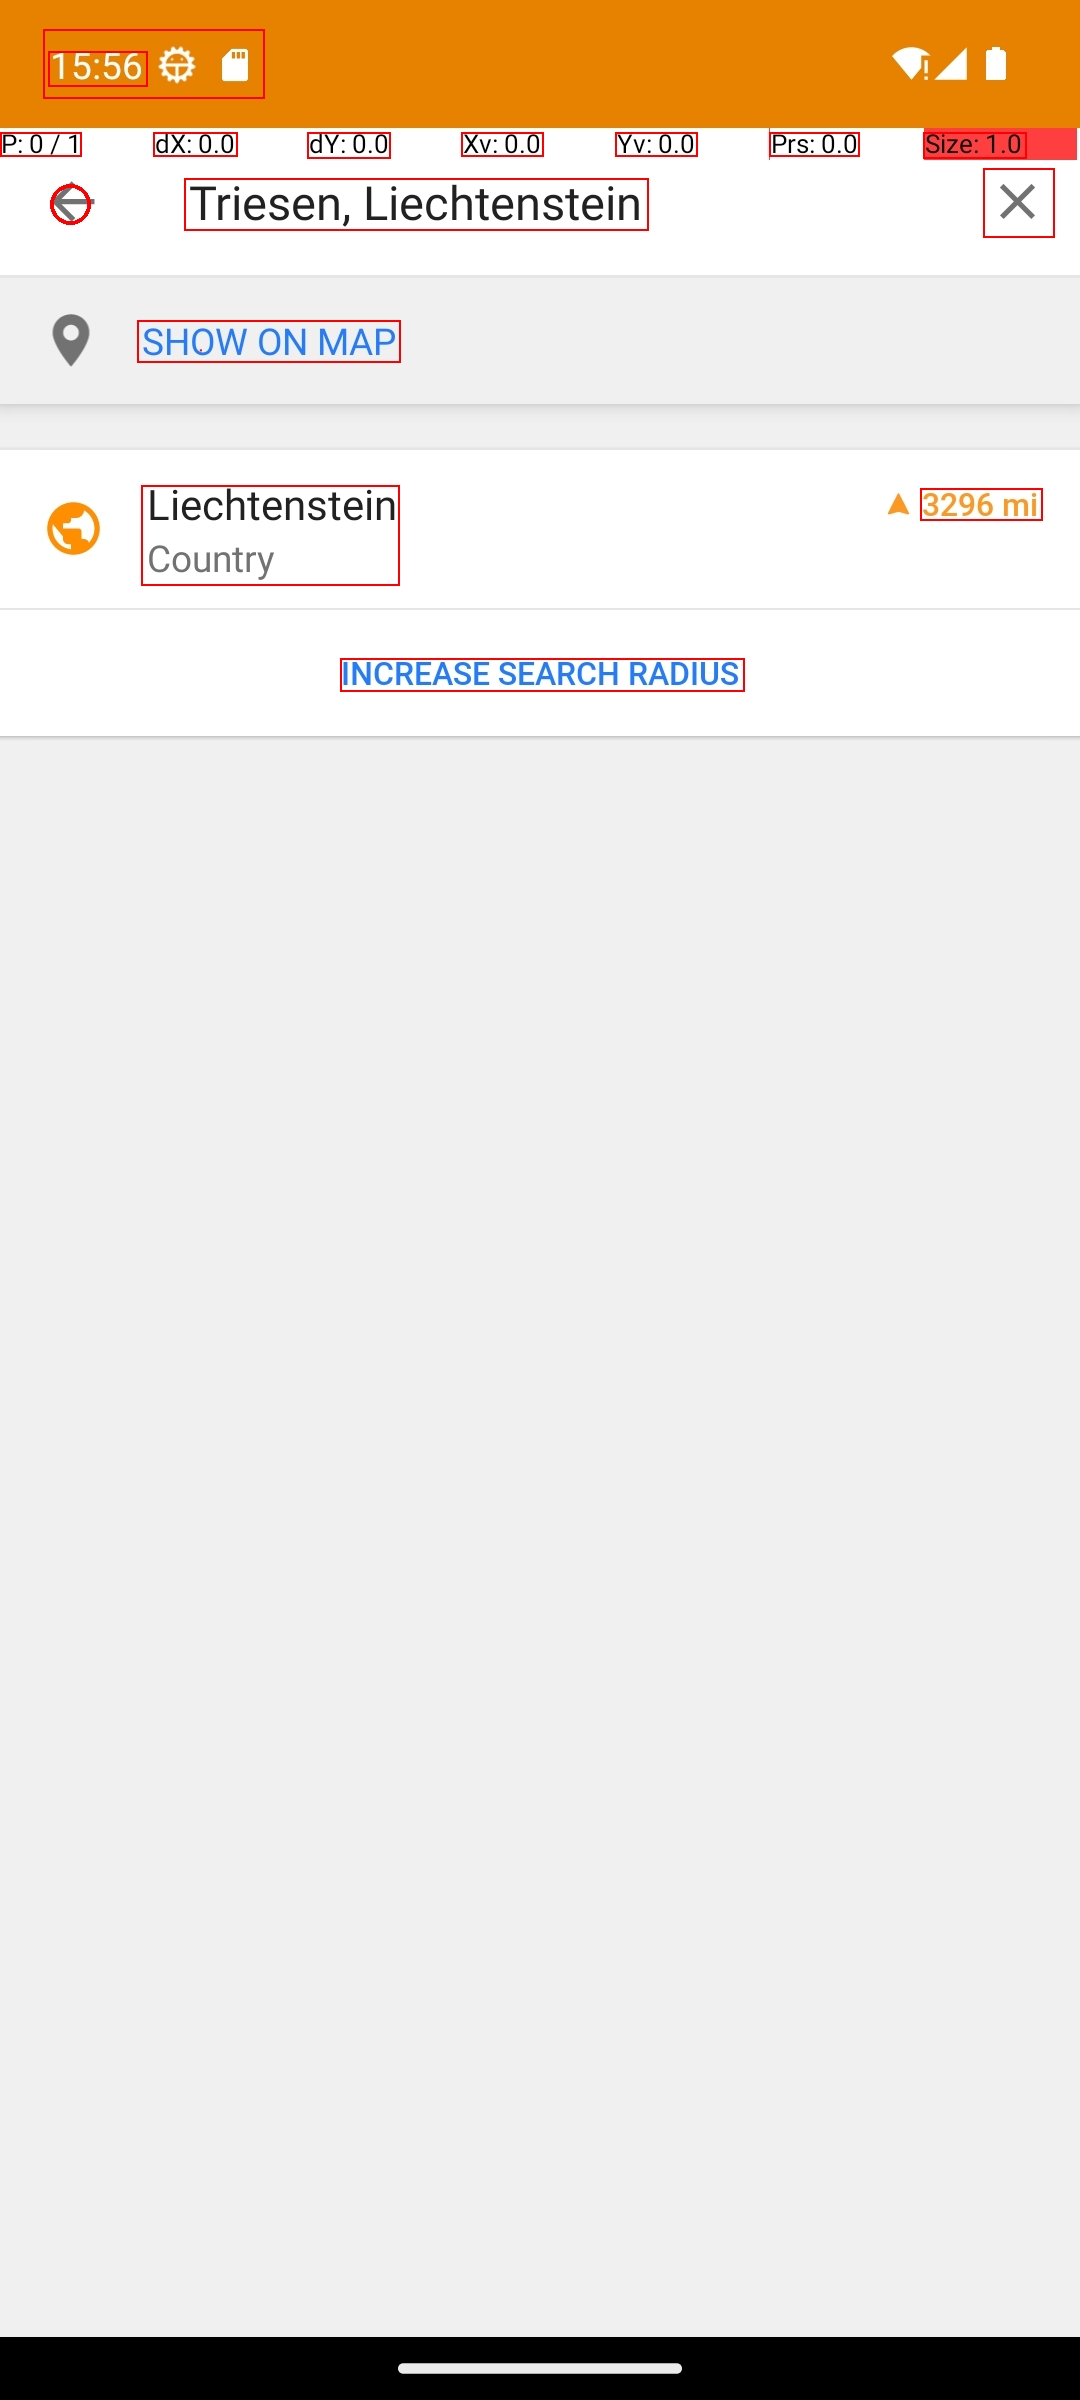 15:56
P: 0 / 1 dX: 0.0 dY: 0.0 Xv: 0.0 Yv: 0.0 Prs: 0.0 Size: 1.0
Triesen, Liechtenstein
SHOW ON MAP
Liechtenstein 3296 mi
Country
INCREASE SEARCH RADIUS